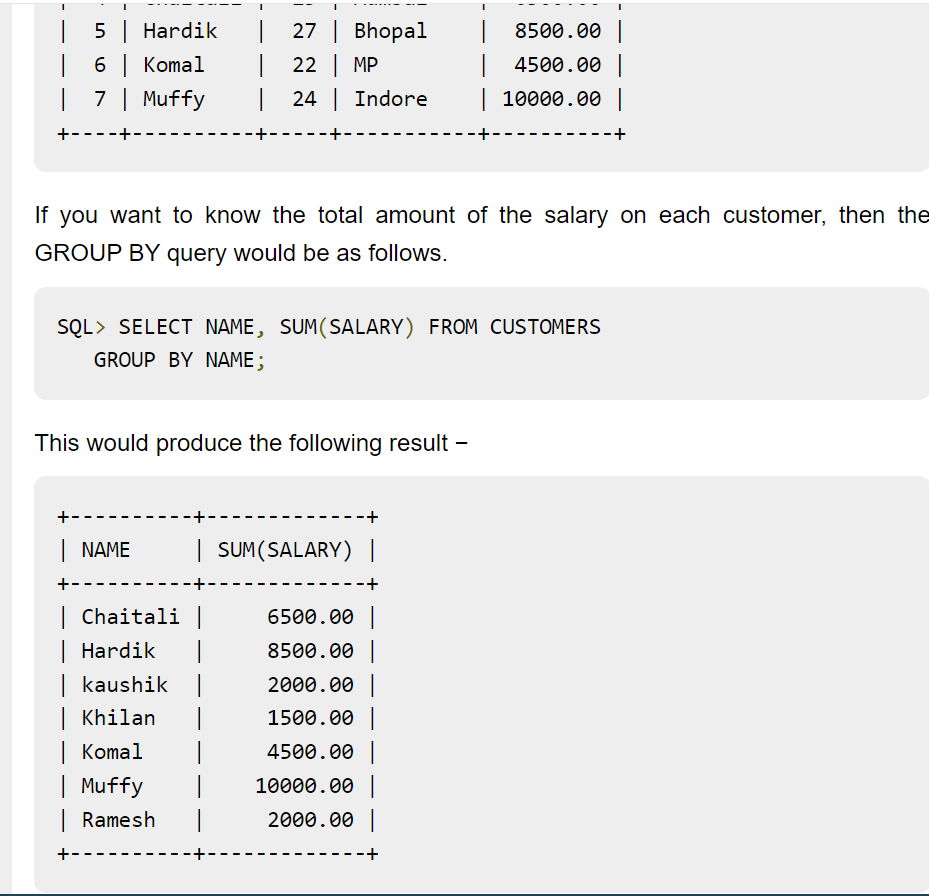 |  5 | Hardik   |  27 | Bhopal    |  8500.00 |
|  6 | Komal    |  22 | MP        |  4500.00 |
|  7 | Muffy    |  24 | Indore    | 10000.00 |
+----+----------+-----+-----------+----------+
If you want to know the total amount of the salary on each customer, then the
GROUP BY query would be as follows.
SQL> SELECT NAME, SUM(SALARY) FROM CUSTOMERS
   GROUP BY NAME;
This would produce the following result −
+----------+-------------+
| NAME     | SUM(SALARY) |
+----------+-------------+
| Chaitali |     6500.00 |
| Hardik   |     8500.00 |
| kaushik  |     2000.00 |
| Khilan   |     1500.00 |
| Komal    |     4500.00 |
| Muffy    |    10000.00 |
| Ramesh   |     2000.00 |
+----------+-------------+